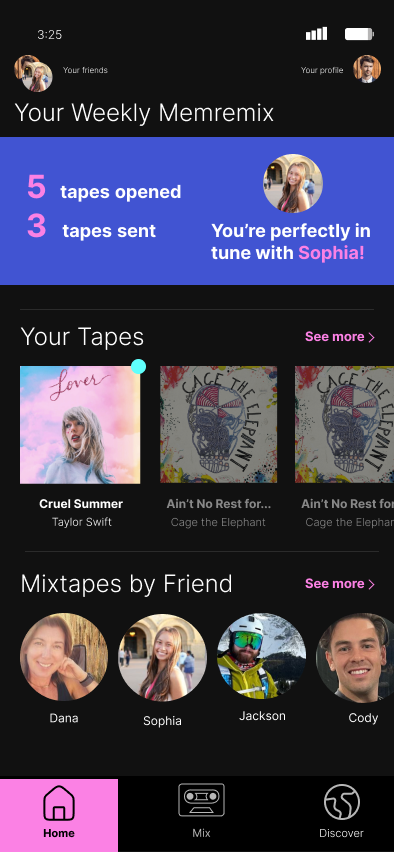 3:25
Your friends
Your profile
Your Weekly Memremix
5 tapes opened
3 tapes sent
You're perfectly in
tune with Sophia!
Your Tapes
See more
Lover
CAGE THE ELEPHANT
CAGE THE ELEPHANT
Cruel Summer
Ain't No Rest for...
Ain't No Rest for
Taylor Swift
Cage the Elephant
Cage the Elephan
Mixtapes by Friend
See more
Dana
Sophia
Jackson
Cody
Home
Mix
Discover